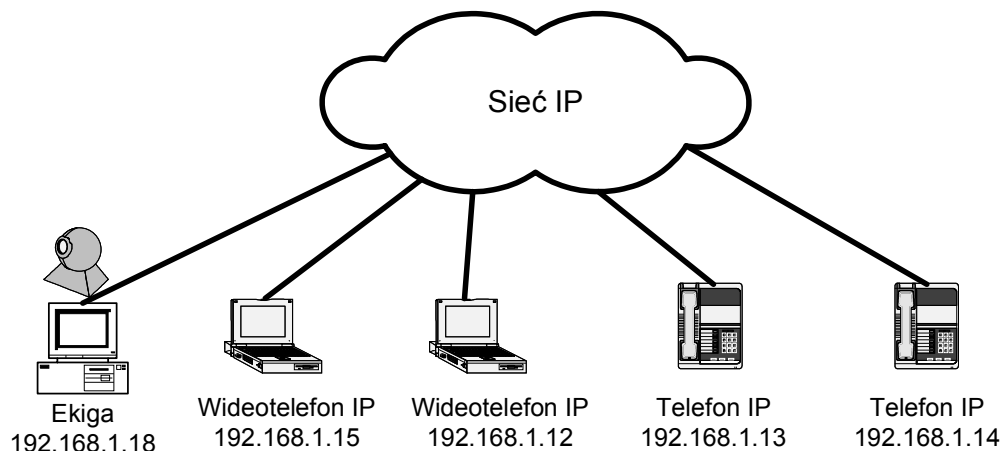 Sieć IP
Ekiga
192.168.1.18
Wideotelefon IP
192.168.1.15
Wideotelefon IP
192.168.1.12
Telefon IP
192.168.1.13
Telefon IP
192.168.1.14